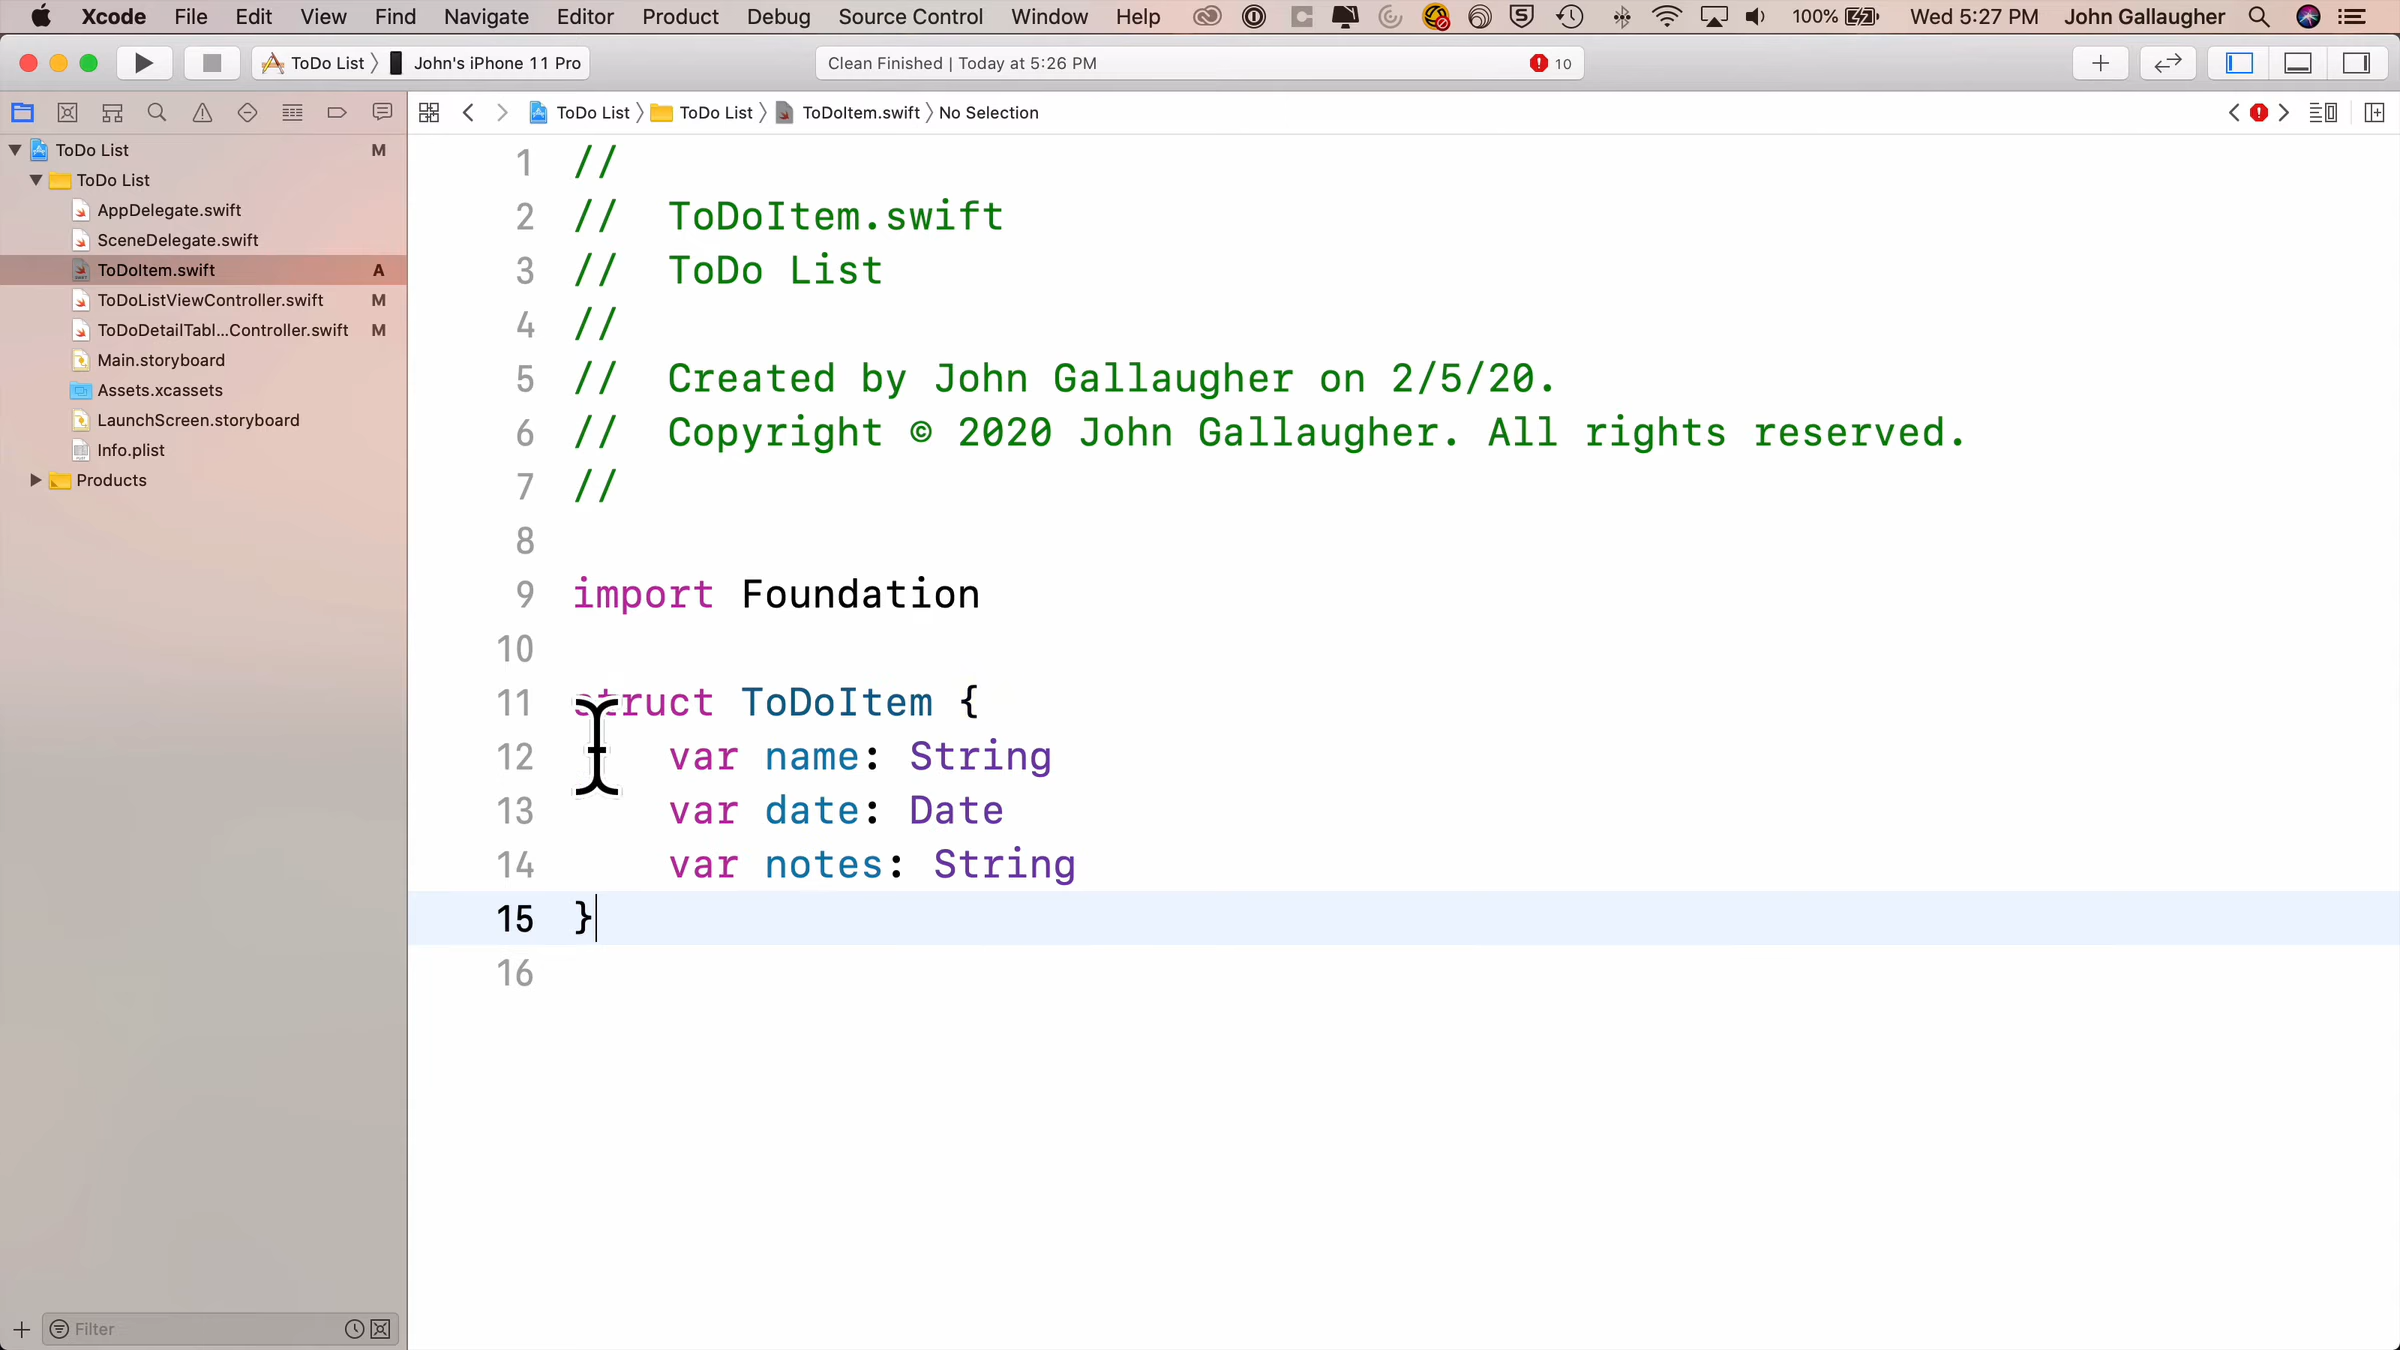 Xcode File Edit View Find Navigate Editor Product Debug Source Control Window Help 100% Wed 5:27 PM John Gallaugher
ToDo List John's iPhone 11 Pro Clean Finished | Today at 5:26 PM 10
ToDo List ToDo List ToDoItem.swift No Selection
ToDo List M
ToDo List
AppDelegate.swift
SceneDelegate.swift
ToDoItem.swift A
ToDoListViewController.swift M
ToDoDetailTabl...Controller.swift M
Main.storyboard
Assets.xcassets
LaunchScreen.storyboard
Info.plist
Products
Filter
1 //
2 // ToDoItem.swift
3 // ToDo List
4 //
5 // Created by John Gallaugher on 2/5/20.
6 // Copyright © 2020 John Gallaugher. All rights reserved.
7 //
8
9 import Foundation
10
11 struct ToDoItem {
12 var name: String
13 var date: Date
14 var notes: String
15 }
16